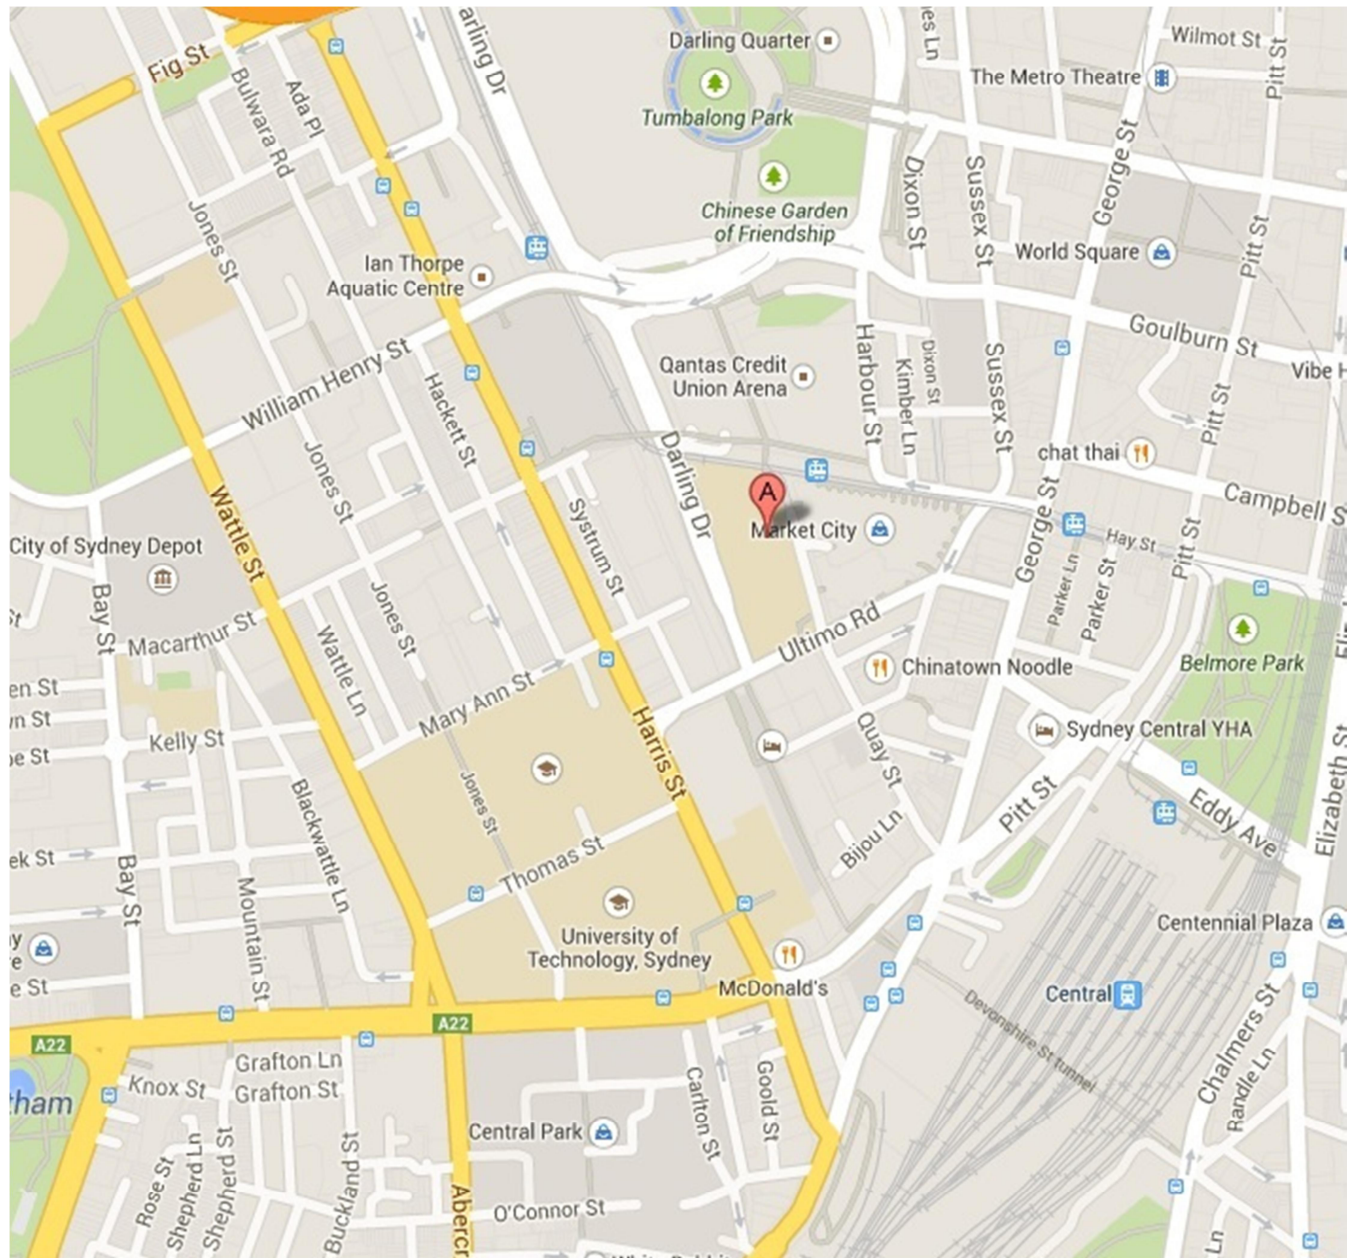 arling Dr
es Ln
Wilmot St
Pitt St
Darling Quarter
Fig St
The Metro Theatre
Bulwara Rd
Ada Pl
Tumbalong Park
George St
Dixon St
Sussex St
Chinese Garden
of Friendship
Jones St
Pitt St
World Square
Ian Thorpe
Aquatic Centre
Goulburn St
William Henry St
Harbour St
Kimber Ln
Dixon St
Sussex St
Qantas Credit
Union Arena
Vibe H
Hackett St
Pitt St
Jones St
Darling Dr
chat thai
Campbell S
George St
A
Market City
Hay St
Pitt St
Wattle St
Systrum St
City of Sydney Depot
Bay St
Parker Ln
Parker St
Macarthur St
Jones St
Wattle Ln
Ultimo Rd
Chinatown Noodle
Belmore Park
en St
Mary Ann St
Harris St
Kelly St
Quay St
Sydney Central YHA
Elizabeth St
Jones St
Blackwattle Ln
Pitt St
Eddy Ave
Bijou Ln
Thomas St
ek St
Bay St
Mountain St
University of
Technology, Sydney
Centennial Plaza
McDonald's
Central
Devonshire St tunnel
e St
A22
A22
Chalmers St
Randle Ln
Grafton Ln
Knox St
Grafton St
ham
Carlton St
Goold St
Central Park
Rose St
Shepherd Ln
Shepherd St
Buckland St
Abercr
O'Connor St
Ln